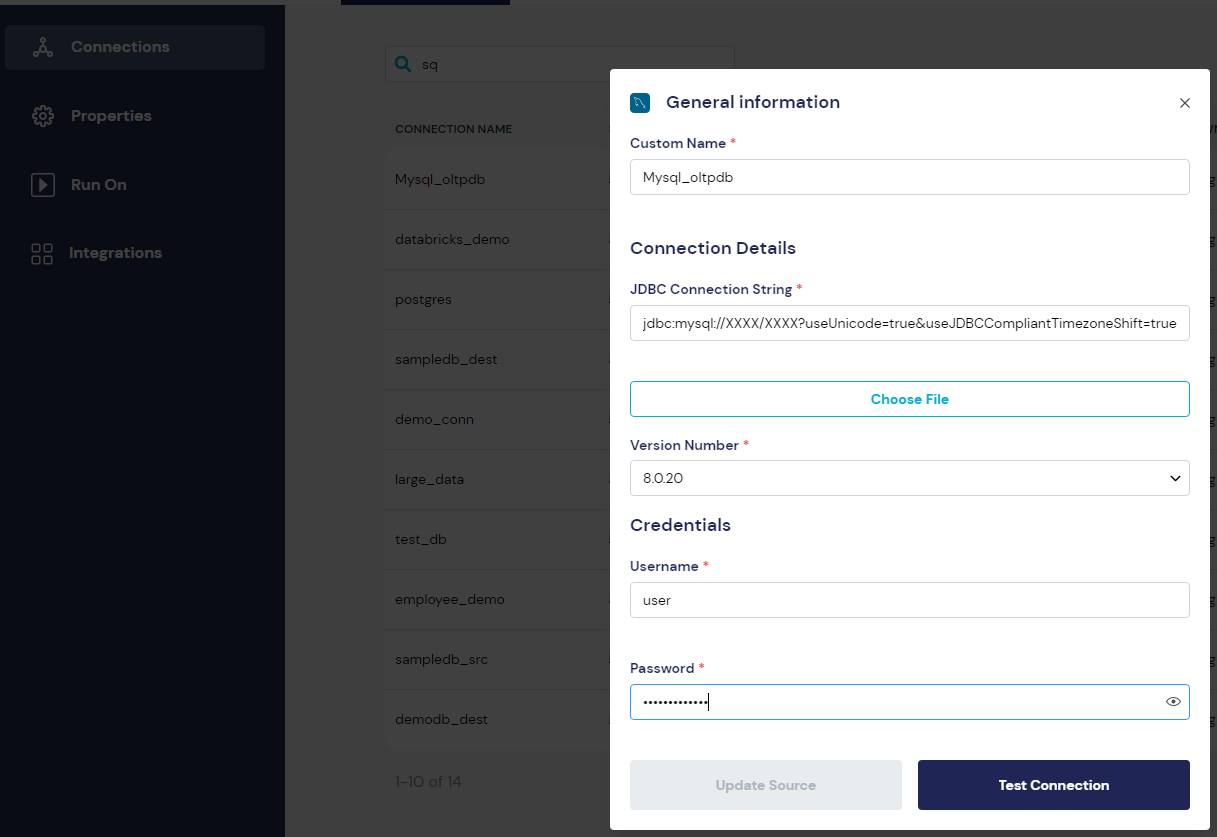 Connections
Properties
Run On
Integrations
sq
CONNECTION NAME
Mysql_oltpdb
databricks_demo
postgres
sampledb_dest
demo_conn
large_data
test_db
employee_demo
sampledb_src
demodb_dest
1-10 of 14
General information
Custom Name *
Mysql_oltpdb
Connection Details
JDBC Connection String *
jdbc:mysql://XXXX/XXXX?useUnicode=true&useJDBCCompliantTimezoneShift=true
Choose File
Version Number *
8.0.20
Credentials
Username *
user
Password *
•••••••••••••
Update Source
Test Connection